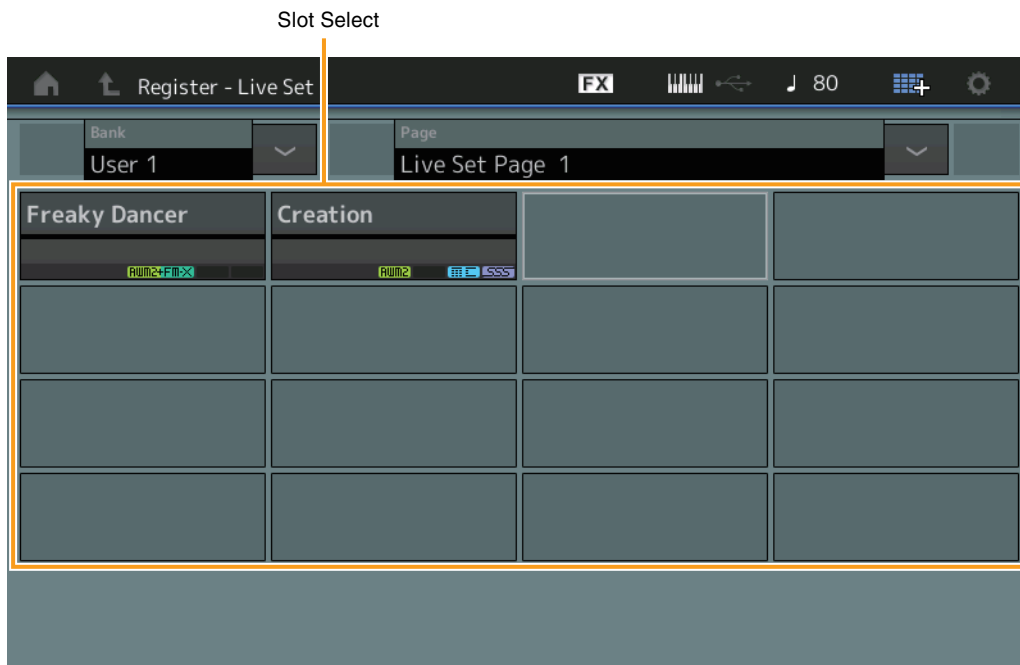 Slot Select
Register - Live Set
FX
80
Bank
User 1
Page
Live Set Page 1
Freaky Dancer
Creation
AWM2+FM-X
AWM2
SSS